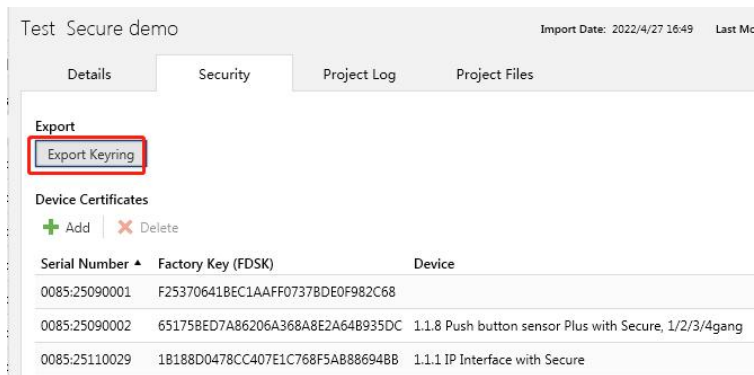 Test Secure demo Import Date: 2022/4/27 16:49 Last Mo
Details Security Project Log Project Files
Export
Export Keyring
Device Certificates
Add Delete
Serial Number Factory Key (FDSK) Device
0085:25090001 F25370641BEC1AAFF0737BDE0F982C68
0085:25090002 65175BED7A86206A368A8E2A64B935DC 1.1.8 Push button sensor Plus with Secure, 1/2/3/4gang
0085:25110029 1B188D0478CC407E1C768F5AB88694BB 1.1.1 IP Interface with Secure